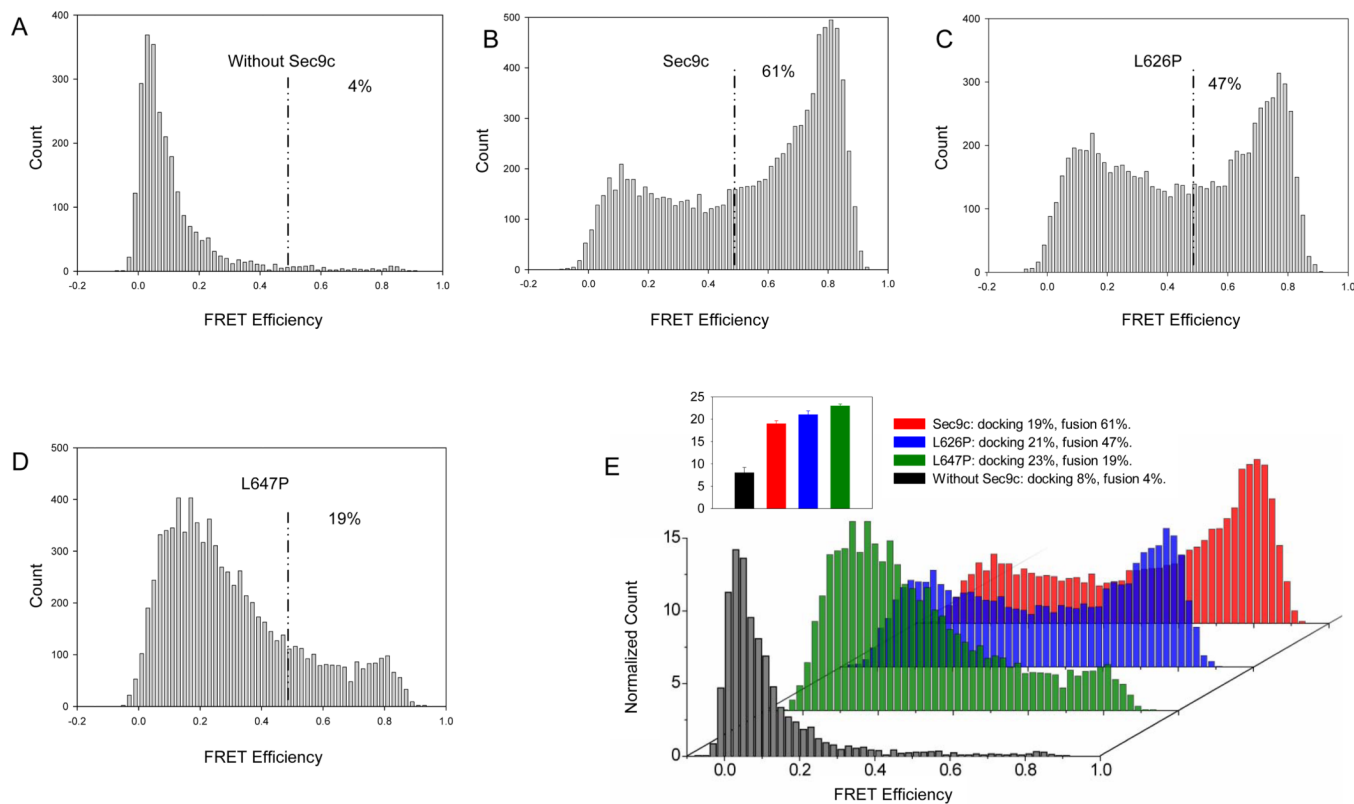 A
400
300
200
100
0
Count
Without Sec9c
4%
-0.2 0.0 0.2 0.4 0.6 0.8 1.0
FRET Efficiency
B
500
400
300
200
100
0
Count
Sec9c
61%
-0.2 0.0 0.2 0.4 0.6 0.8 1.0
FRET Efficiency
C
400
300
200
100
0
Count
L626P
47%
-0.2 0.0 0.2 0.4 0.6 0.8 1.0
FRET Efficiency
D
500
400
300
200
100
0
Count
L647P
19%
-0.2 0.0 0.2 0.4 0.6 0.8 1.0
FRET Efficiency
E
25
20
15
10
5
0
Sec9c: docking 19%, fusion 61%.
L626P: docking 21%, fusion 47%.
L647P: docking 23%, fusion 19%.
Without Sec9c: docking 8%, fusion 4%.
15
10
5
0
Normalized Count
0.0 0.2 0.4 0.6 0.8 1.0
FRET Efficiency